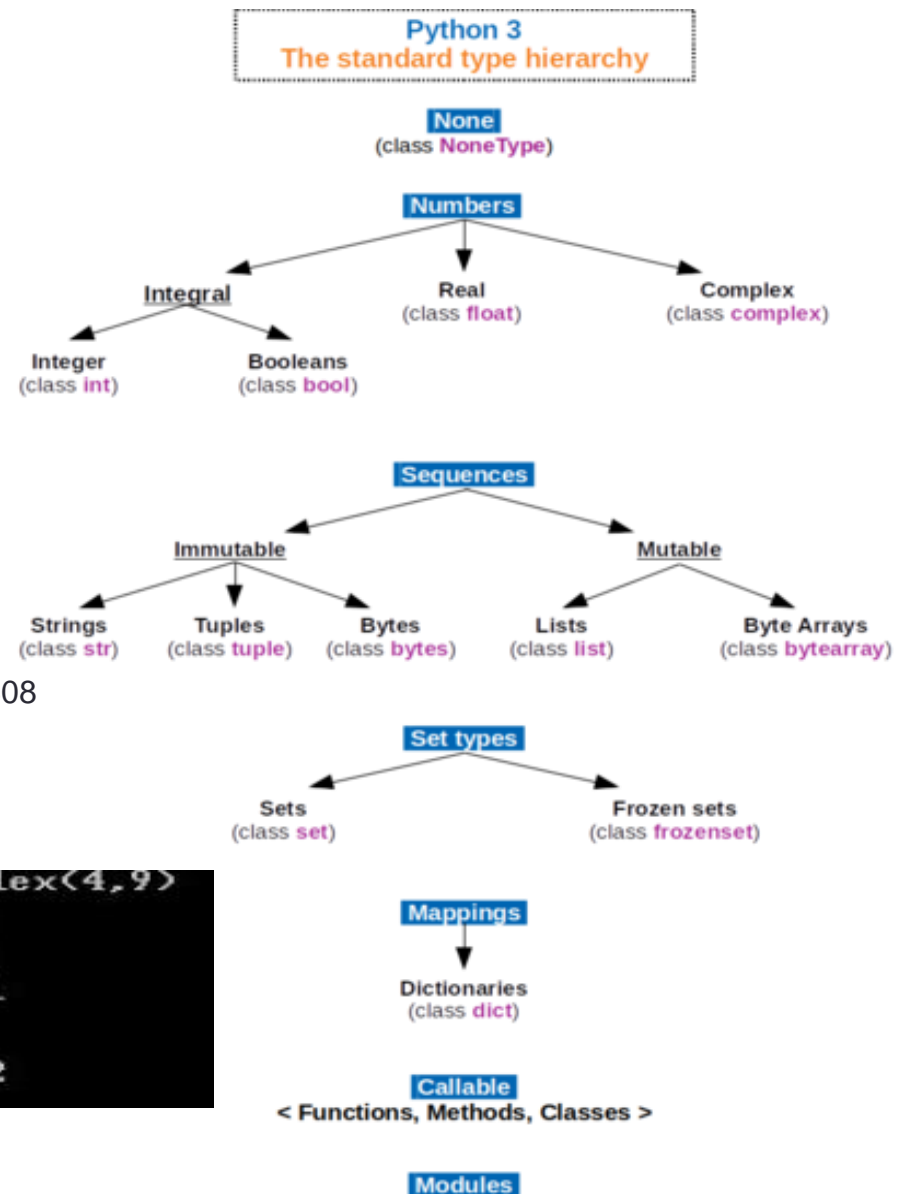 Python 3
The standard type hierarchy
None
(class NoneType)
Numbers
Integral
Real
(class float)
Complex
(class complex)
Integer
(class int)
Booleans
(class bool)
Sequences
Immutable
Mutable
Strings
(class str)
Tuples
(class tuple)
Bytes
(class bytes)
Lists
(class list)
Byte Arrays
(class bytearray)
08
Set types
Sets
(class set)
Frozen sets
(class frozenset)
lex(4,9)
Mappings
Dictionaries
(class dict)
2
Callable
< Functions, Methods, Classes >
Modules